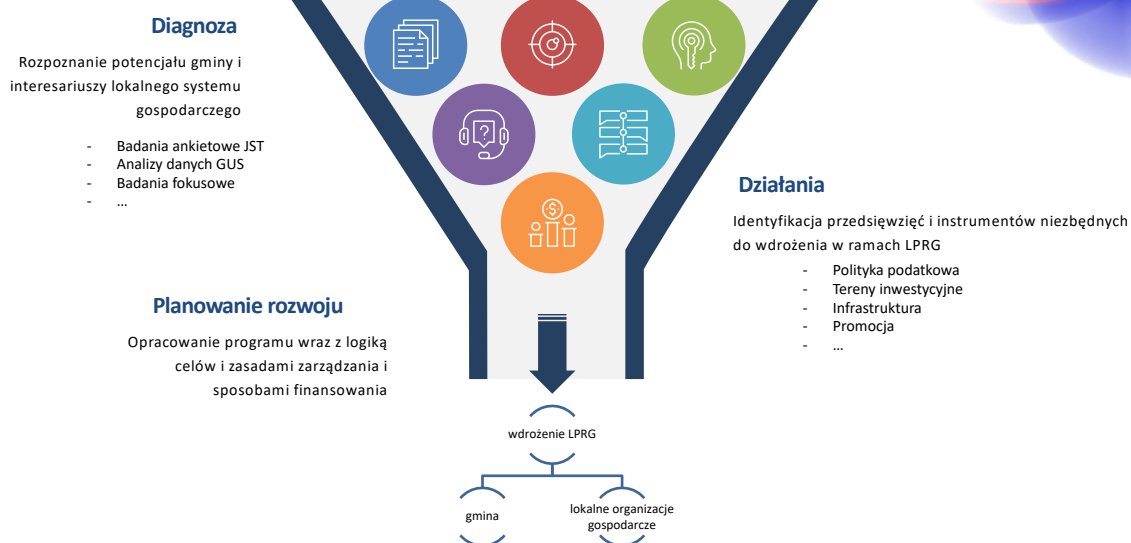 Diagnoza
Rozpoznanie potencjału gminy i
interesariuszy lokalnego systemu
gospodarczego
- Badania ankietowe JST
- Analizy danych GUS
- Badania fokusowe
- ...
Planowanie rozwoju
Opracowanie programu wraz z logiką
celów i zasadami zarządzania i
sposobami finansowania
Działania
Identyfikacja przedsięwzięć i instrumentów niezbędnych
do wdrożenia w ramach LPRG
- Polityka podatkowa
- Tereny inwestycyjne
- Infrastruktura
- Promocja
- ...
?
$
wdrożenie LPRG
gmina
lokalne organizacje
gospodarcze